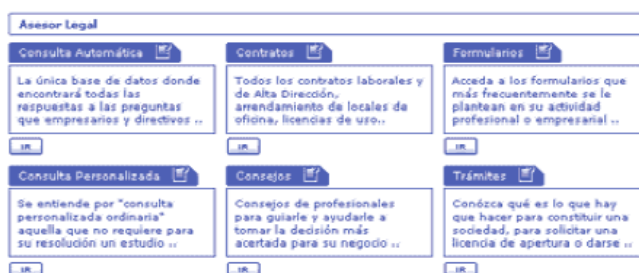 Asesor Legal
Consulta Automática
La única base de datos donde
encontrará todas las
respuestas a las preguntas
que empresarios y directivos ..
IR
Contratos
Todos los contratos laborales y
de Alta Dirección,
arrendamiento de locales de
oficina, licencias de uso..
IR
Formularios
Acceda a los formularios que
más frecuentemente se le
plantean en su actividad
profesional o empresarial ..
IR
Consulta Personalizada
Se entiende por "consulta
personalizada ordinaria"
aquella que no requiere para
su resolución un estudio ..
IR
Consejos
Consejos de profesionales
para guiarle y ayudarle a
tomar la decisión más
acertada para su negocio ..
IR
Trámites
Conózca qué es lo que hay
que hacer para constituir una
sociedad, para solicitar una
licencia de apertura o darse ..
IR